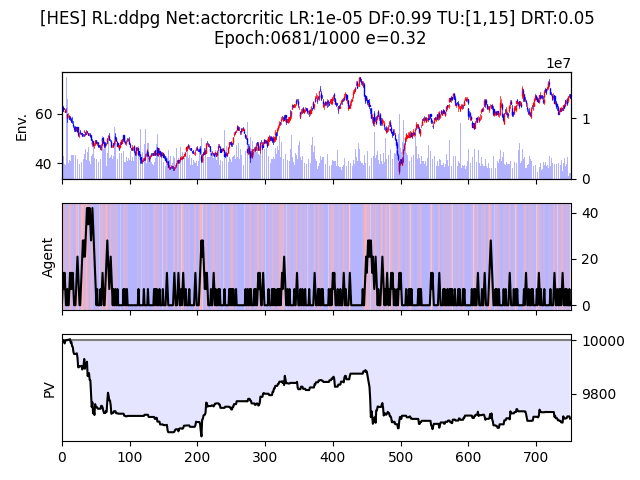 [HES] RL:ddpg Net:actorcritic LR:1e-05 DF:0.99 TU:[1,15] DRT:0.05
Epoch:0681/1000 e=0.32
1e7
Env.
60
40
1
0
Agent
40
20
0
PV
10000
9800
0 100 200 300 400 500 600 700